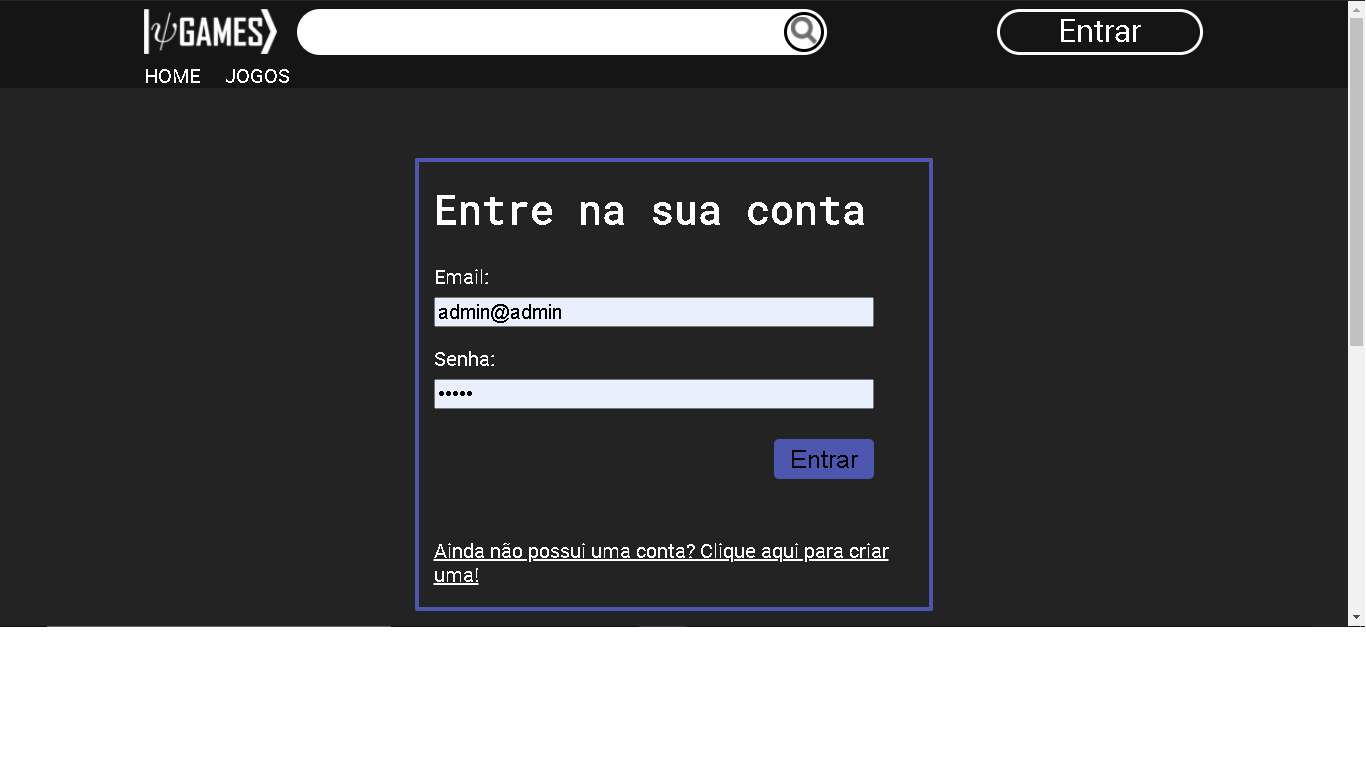 |ψGAMES⟩
Entrar
HOME JOGOS
Entre na sua conta
Email:
admin@admin
Senha:
•••••
Entrar
Ainda não possui uma conta? Clique aqui para criar
uma!